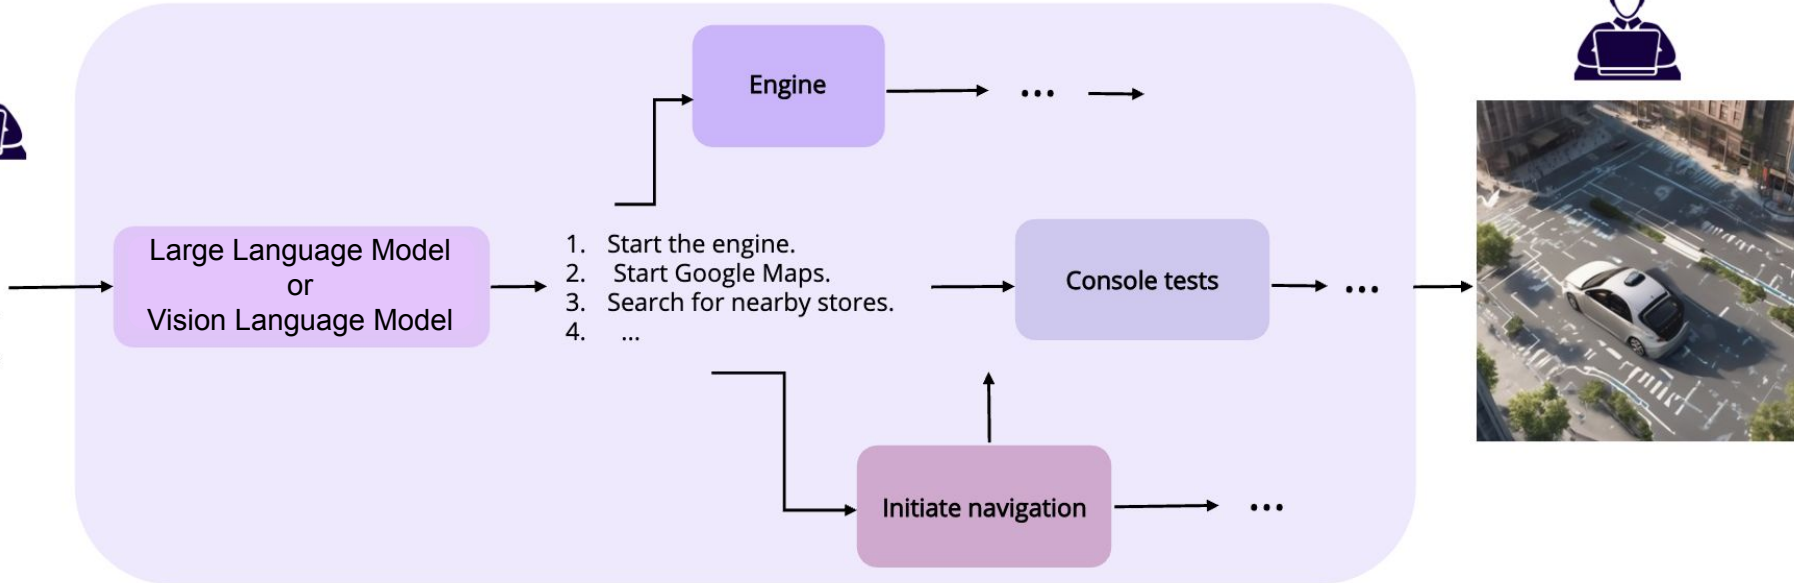 Engine
...
Large Language Model
or
Vision Language Model
1. Start the engine.
2. Start Google Maps.
3. Search for nearby stores.
4. ...
Console tests
...
Initiate navigation
...